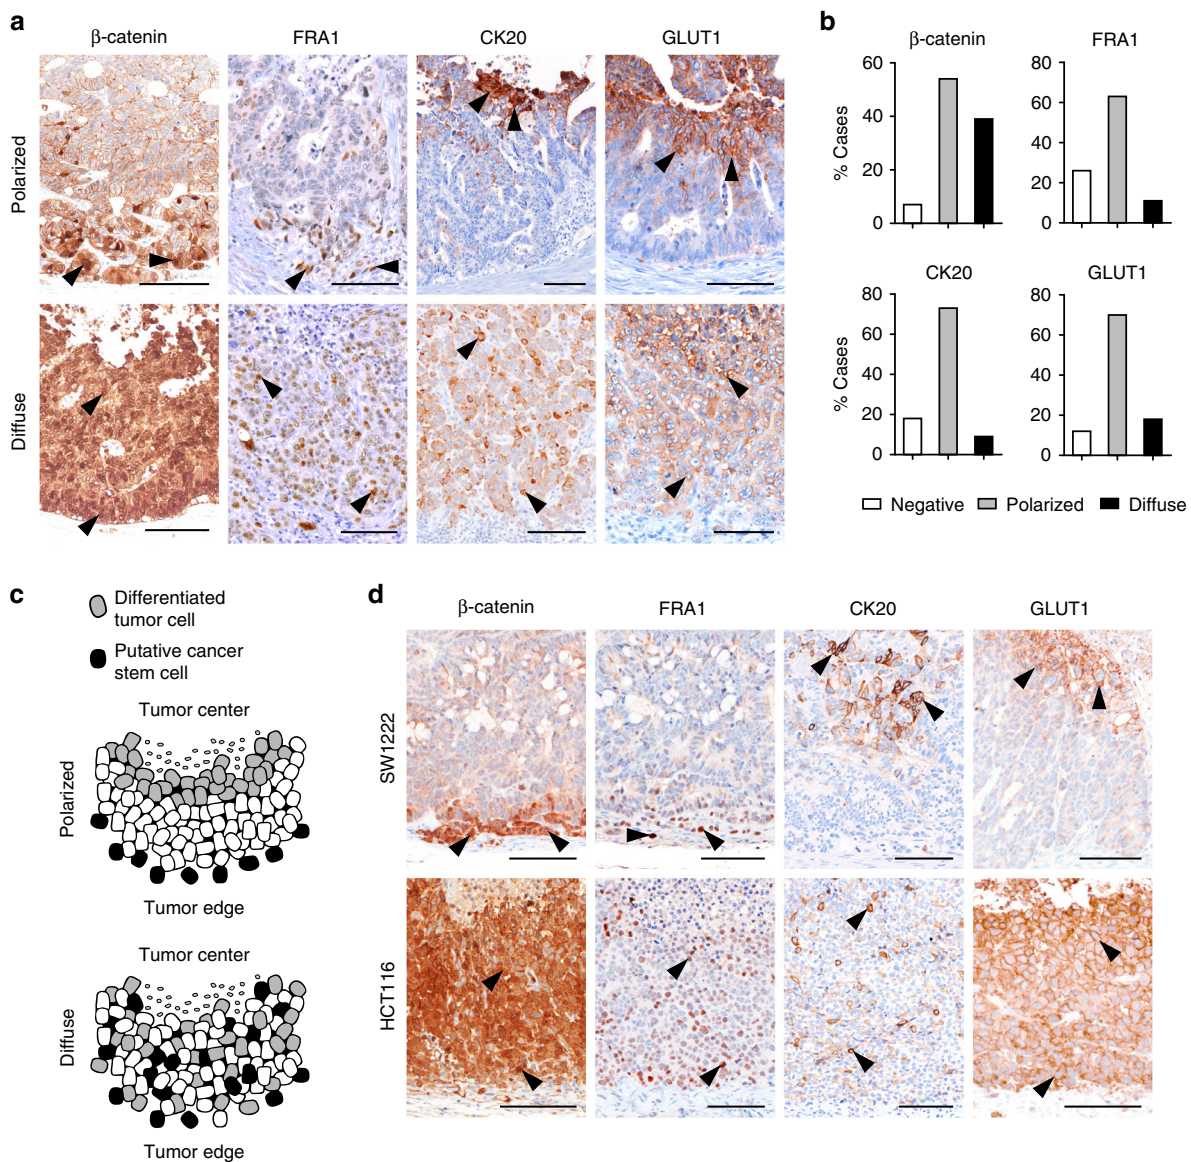 a
β-catenin FRA1 CK20 GLUT1
Polarized
Diffuse
b
β-catenin FRA1
% Cases
60
40
20
0
80
60
40
20
0
CK20 GLUT1
% Cases
80
60
40
20
0
80
60
40
20
0
Negative Polarized Diffuse
c
Differentiated
tumor cell
Putative cancer
stem cell
Tumor center
Polarized
Tumor edge
Tumor center
Diffuse
Tumor edge
d
β-catenin FRA1 CK20 GLUT1
SW1222
HCT116